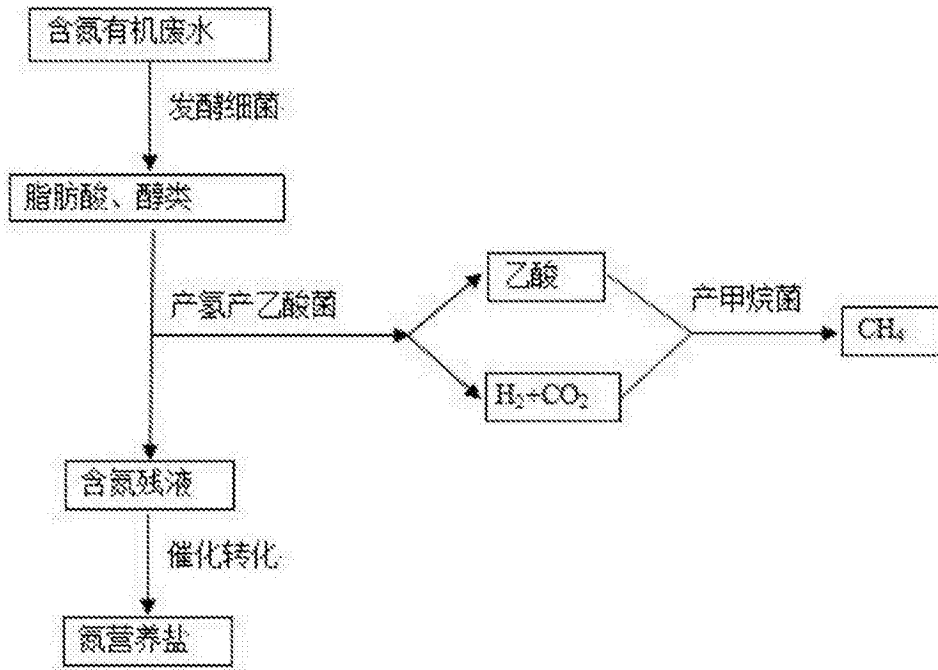 含氮有机废水
发酵细菌
脂肪酸、醇类
产氢产乙酸菌
乙酸
H₂+CO₂
产甲烷菌
CH₄
含氮残液
催化转化
氮营养盐